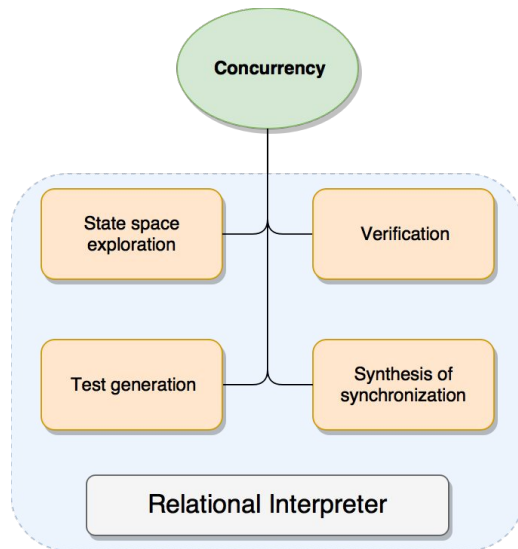 Concurrency
State space
exploration
Verification
Test generation
Synthesis of
synchronization
Relational Interpreter